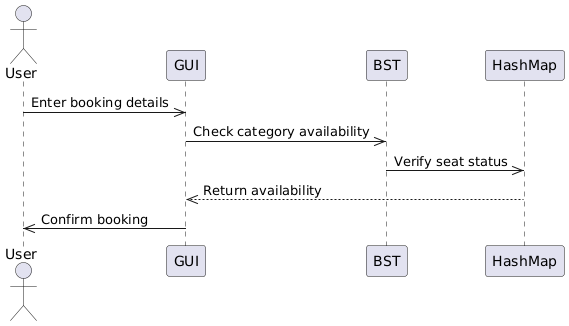 User
GUI
BST
HashMap
Enter booking details
Check category availability
Verify seat status
Return availability
Confirm booking
User
GUI
BST
HashMap